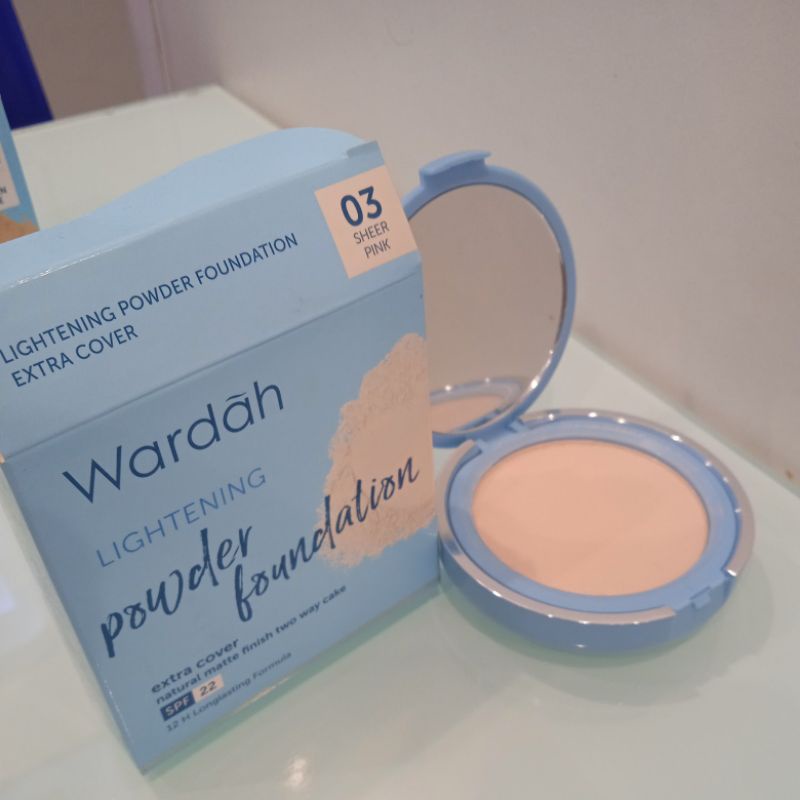 03
SHEER
PINK
LIGHTENING POWDER FOUNDATION
EXTRA COVER
Wardãh
LIGHTENING
powder
foundation
extra cover
natural matte finish two way cake
SPF 22
12 H Longlasting Formula